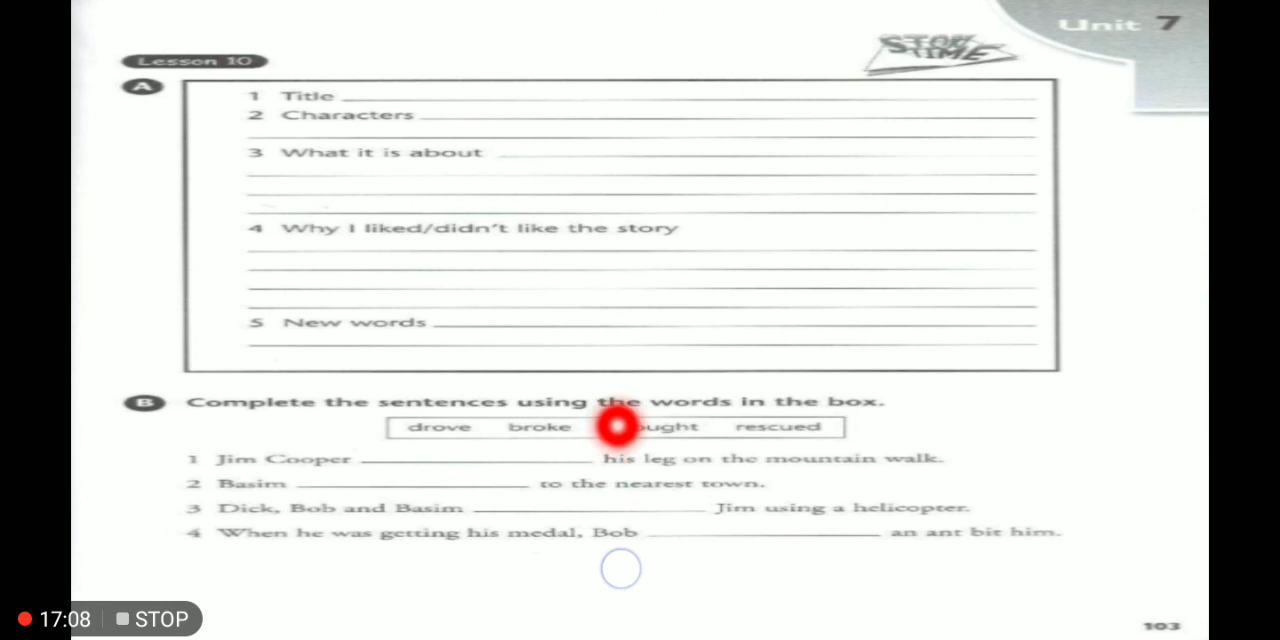 Unit 7
Lesson 10
TIME
A
1 Title
2 Characters
3 What it is about
4 Why I liked/didn't like the story
5 New words
B Complete the sentences using the words in the box.
drove broke rescued
1 Jim Cooper his leg on the mountain walk.
2 Basim to the nearest town.
3 Dick, Bob and Basim Jim using a helicopter.
4 When he was getting his medal, Bob an ant bit him.
17:08 STOP
103